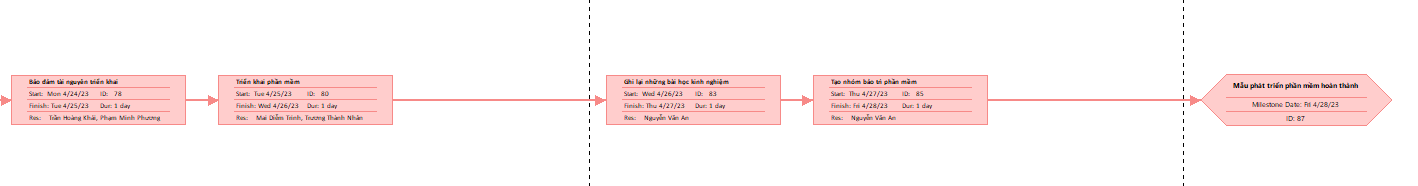 Bảo đảm tài nguyên triển khai
Start: Mon 4/24/23 ID: 78
Finish: Tue 4/25/23 Dur: 1 day
Res: Trần Hoàng Khải, Phạm Minh Phương
Triển khai phần mềm
Start: Tue 4/25/23 ID: 80
Finish: Wed 4/26/23 Dur: 1 day
Res: Mai Diễm Trinh, Trương Thành Nhân
Ghi lại những bài học kinh nghiệm
Start: Wed 4/26/23 ID: 83
Finish: Thu 4/27/23 Dur: 1 day
Res: Nguyễn Văn An
Tạo nhóm bảo trì phần mềm
Start: Thu 4/27/23 ID: 85
Finish: Fri 4/28/23 Dur: 1 day
Res: Nguyễn Văn An
Mẫu phát triển phần mềm hoàn thành
Milestone Date: Fri 4/28/23
ID: 87